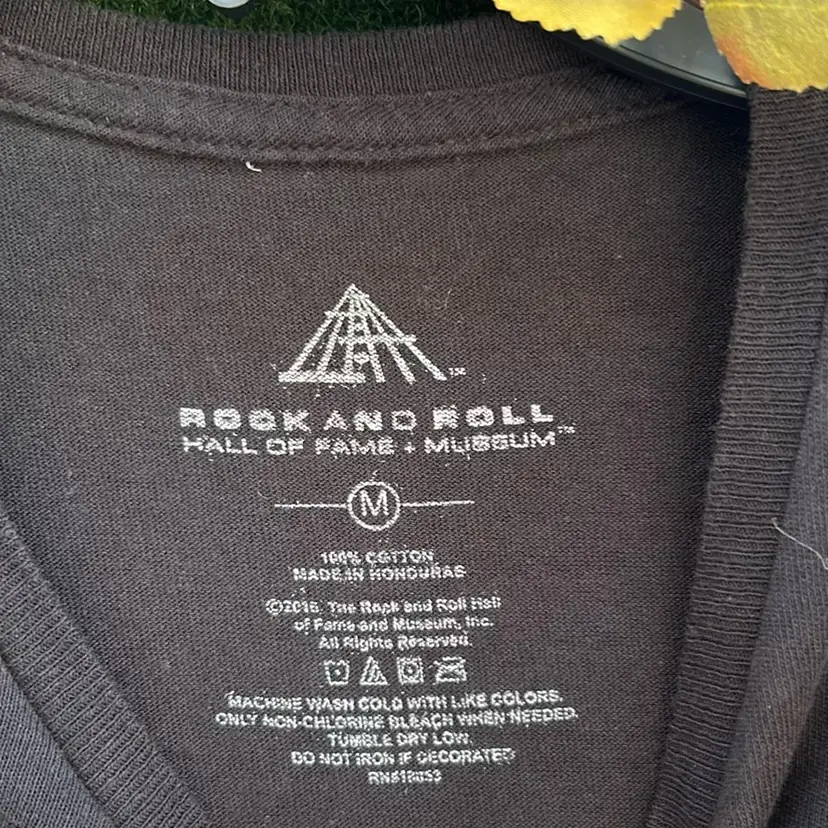 ™
ROCK AND ROLL
HALL OF FAME + MUSEUM™
M
100% COTTON
MADE IN HONDURAS
The Rock and Roll Hall
of Fame and Museum, Inc.
All Rights Reserved.
MACHINE WASH COLD WITH LIKE COLORS.
ONLY NON-CHLORINE BLEACH WHEN NEEDED.
TUMBLE DRY LOW.
DO NOT IRON IF DECORATED